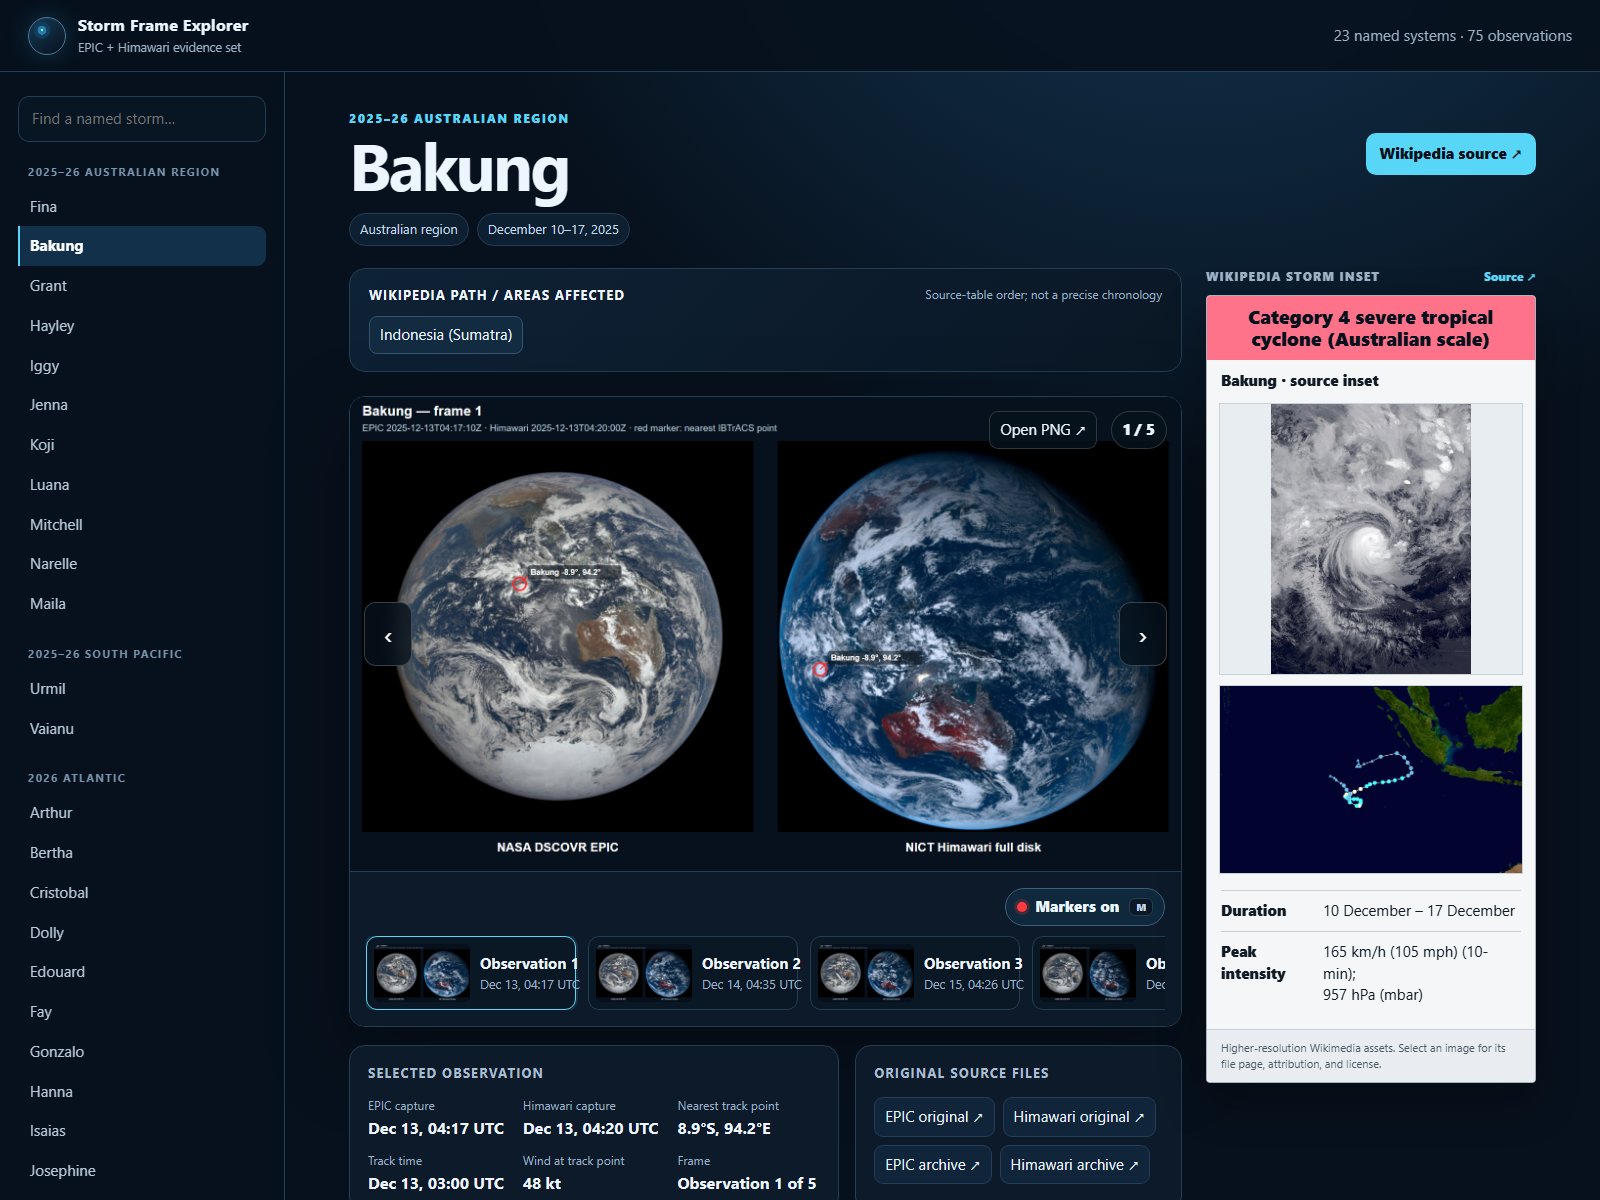 Storm Frame Explorer
EPIC + Himawari evidence set
23 named systems · 75 observations
Find a named storm...
2025–26 AUSTRALIAN REGION
Fina
Bakung
Grant
Hayley
Iggy
Jenna
Koji
Luana
Mitchell
Narelle
Maila
2025–26 SOUTH PACIFIC
Urmil
Vaianu
2026 ATLANTIC
Arthur
Bertha
Cristobal
Dolly
Edouard
Fay
Gonzalo
Hanna
Isaias
Josephine
2025–26 AUSTRALIAN REGION
Bakung
Australian region
December 10–17, 2025
Wikipedia source ↗
WIKIPEDIA PATH / AREAS AFFECTED
Source-table order; not a precise chronology
Indonesia (Sumatra)
Bakung — frame 1
EPIC 2025-12-13T04:17:10Z · Himawari 2025-12-13T04:20:00Z · red marker: nearest IBTrACS point
Open PNG ↗
1 / 5
Bakung -8.9°, 94.2°
Bakung -8.9°, 94.2°
‹
›
NASA DSCOVR EPIC
NICT Himawari full disk
Markers on M
Observation 1
Dec 13, 04:17 UTC
Observation 2
Dec 14, 04:35 UTC
Observation 3
Dec 15, 04:26 UTC
Ob
Dec
SELECTED OBSERVATION
EPIC capture
Dec 13, 04:17 UTC
Himawari capture
Dec 13, 04:20 UTC
Nearest track point
8.9°S, 94.2°E
Track time
Dec 13, 03:00 UTC
Wind at track point
48 kt
Frame
Observation 1 of 5
ORIGINAL SOURCE FILES
EPIC original ↗
Himawari original ↗
EPIC archive ↗
Himawari archive ↗
WIKIPEDIA STORM INSET
Source ↗
Category 4 severe tropical
cyclone (Australian scale)
Bakung · source inset
Duration
10 December – 17 December
Peak
intensity
165 km/h (105 mph) (10-
min);
957 hPa (mbar)
Higher-resolution Wikimedia assets. Select an image for its
file page, attribution, and license.